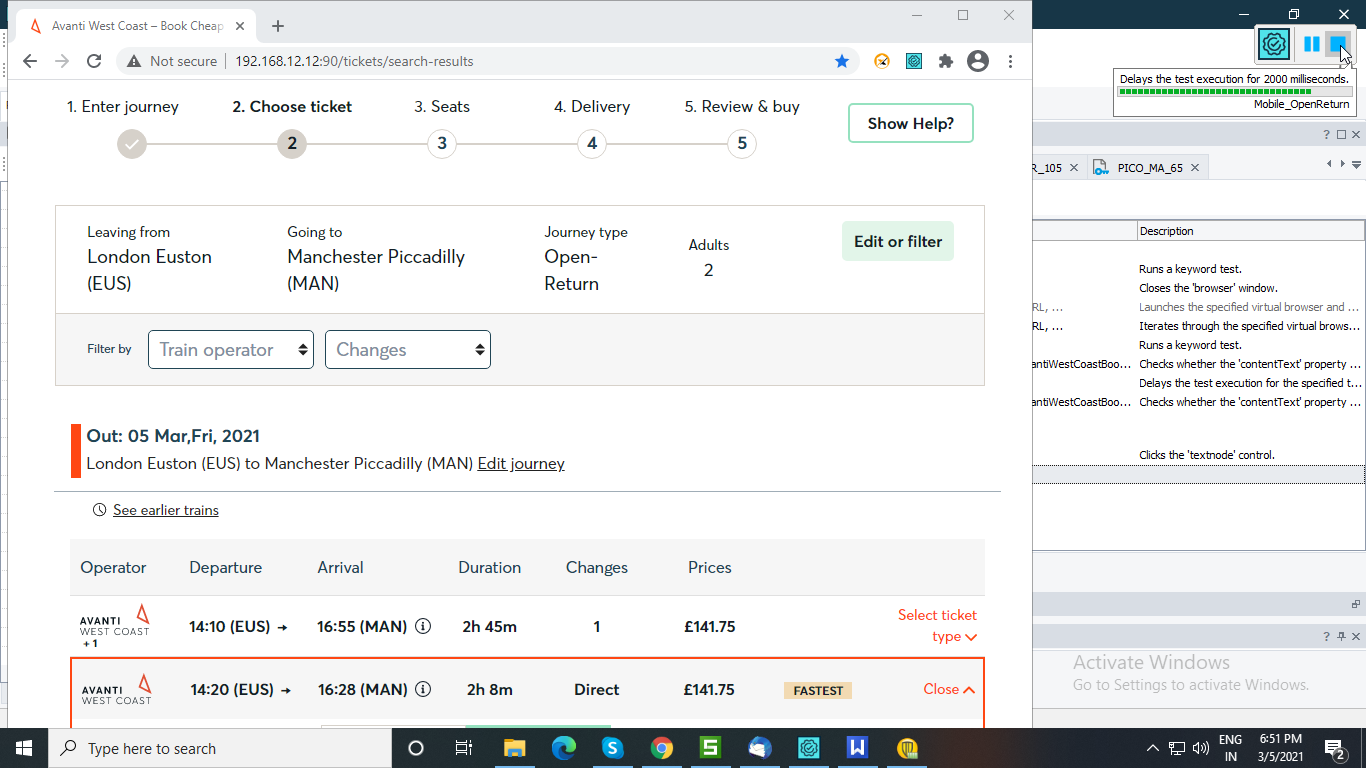 Avanti West Coast – Book Cheap
Not secure
192.168.12.12:90/tickets/search-results
1. Enter journey
2. Choose ticket
3. Seats
4. Delivery
5. Review & buy
2
3
4
5
Show Help?
Leaving from
London Euston
(EUS)
Going to
Manchester Piccadilly
(MAN)
Journey type
Open-
Return
Adults
2
Edit or filter
Filter by
Train operator
Changes
Out: 05 Mar,Fri, 2021
London Euston (EUS) to Manchester Piccadilly (MAN) Edit journey
See earlier trains
Operator Departure Arrival Duration Changes Prices
AVANTI
WEST COAST
+ 1
14:10 (EUS) → 16:55 (MAN) 2h 45m 1 £141.75
Select ticket
type
AVANTI
WEST COAST
14:20 (EUS) → 16:28 (MAN) 2h 8m Direct £141.75 FASTEST Close
Delays the test execution for 2000 milliseconds.
Mobile_OpenReturn
R_105
PICO_MA_65
Description
Runs a keyword test.
Closes the 'browser' window.
RL, ... Launches the specified virtual browser and ...
RL, ... Iterates through the specified virtual brows...
Runs a keyword test.
antiWestCoastBoo... Checks whether the 'contentText' property ...
Delays the test execution for the specified t...
antiWestCoastBoo... Checks whether the 'contentText' property ...
Clicks the 'textnode' control.
Activate Windows
Go to Settings to activate Windows.
Type here to search
ENG
IN
6:51 PM
3/5/2021
2